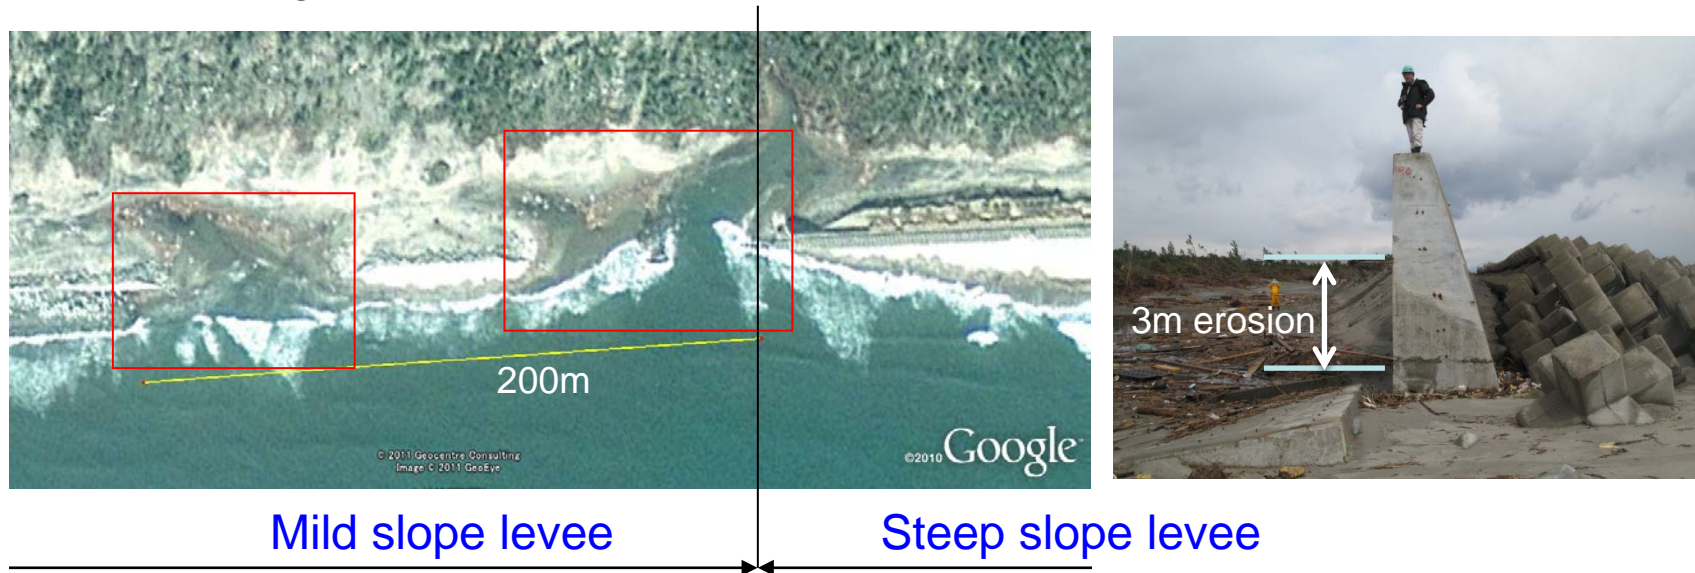 200m
© 2011 Geocentre Consulting
Image © 2011 GeoEye
©2010 Google
3m erosion
Mild slope levee
Steep slope levee